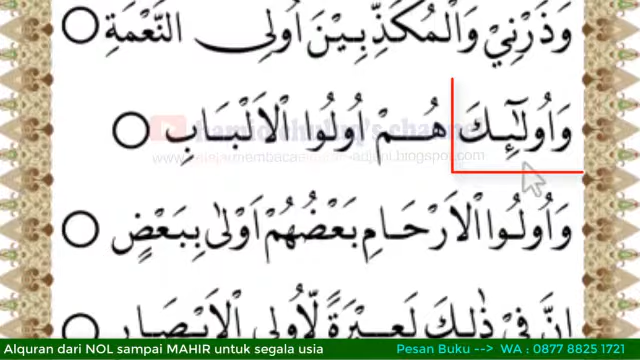 وَذَرْنِيْ وَالْمُكَذِّبِيْنَ اُولِى النَّعْمَةِ
وَاُولٰٓئِكَ هُمْ اُولُوا الْاَلْبَابِ
وَاُولُوا الْاَرْحَامِ بَعْضُهُمْ اَوْلٰى بِبَعْضٍ
اِنَّ فِيْ ذٰلِكَ لَعِبْرَةً لِّاُولِى الْاَبْصَارِ
Alquran dari NOL sampai MAHIR untuk segala usia
Pesan Buku --> WA : 0877 8825 1721